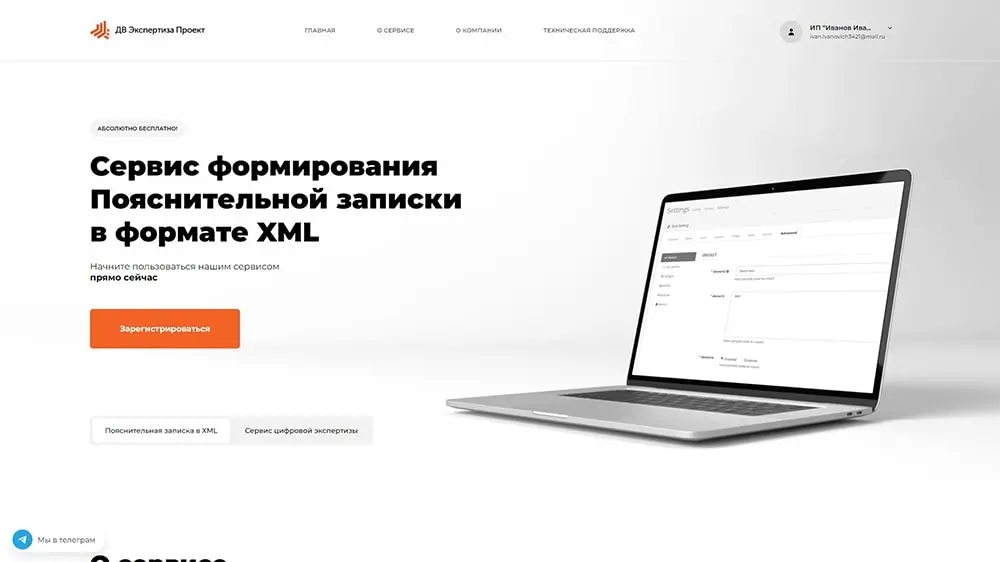 ДВ Экспертиза Проект
ГЛАВНАЯ
О СЕРВИСЕ
О КОМПАНИИ
ТЕХНИЧЕСКАЯ ПОДДЕРЖКА
ИП "Иванов Ива...
ivan.ivanovich3421@mail.ru
АБСОЛЮТНО БЕСПЛАТНО!
Сервис формирования
Пояснительной записки
в формате XML
Начните пользоваться нашим сервисом
прямо сейчас
Зарегистрироваться
Settings
Advanced
Пояснительная записка в XML
Сервис цифровой экспертизы
Мы в телеграм
О сервисе